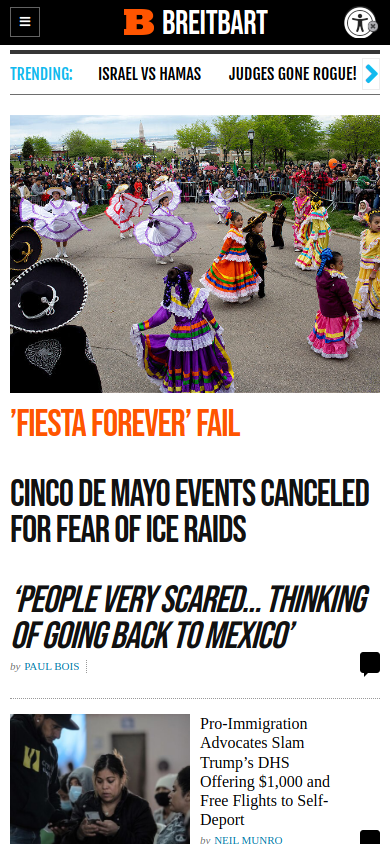 B BREITBART
TRENDING: ISRAEL VS HAMAS JUDGES GONE ROGUE!
’FIESTA FOREVER’ FAIL
CINCO DE MAYO EVENTS CANCELED
FOR FEAR OF ICE RAIDS
‘PEOPLE VERY SCARED... THINKING
OF GOING BACK TO MEXICO’
by PAUL BOIS
Pro-Immigration
Advocates Slam
Trump’s DHS
Offering $1,000 and
Free Flights to Self-
Deport
by NEIL MUNRO